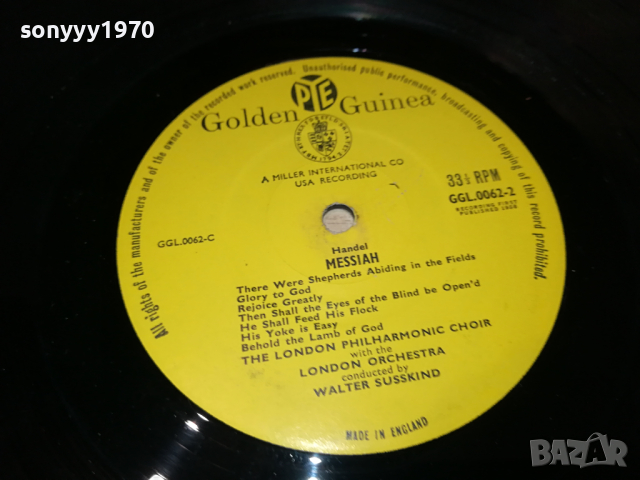 sonyyy1970
All rights of the manufacturers and of the owner of the recorded work reserved. Unauthorised public performance, broadcasting and copying of this record prohibited.
PYE
Golden Guinea
A MILLER INTERNATIONAL CO
USA RECORDING
33⅓ RPM
GGL.0062-2
RECORDING FIRST
PUBLISHED 1959
GGL.0062-C
Handel
MESSIAH
There Were Shepherds Abiding in the Fields
Glory to God
Rejoice Greatly
Then Shall the Eyes of the Blind be Open'd
He Shall Feed His Flock
His Yoke is Easy
Behold the Lamb of God
THE LONDON PHILHARMONIC CHOIR
with the
LONDON ORCHESTRA
conducted by
WALTER SUSSKIND
MADE IN ENGLAND
BAZAR